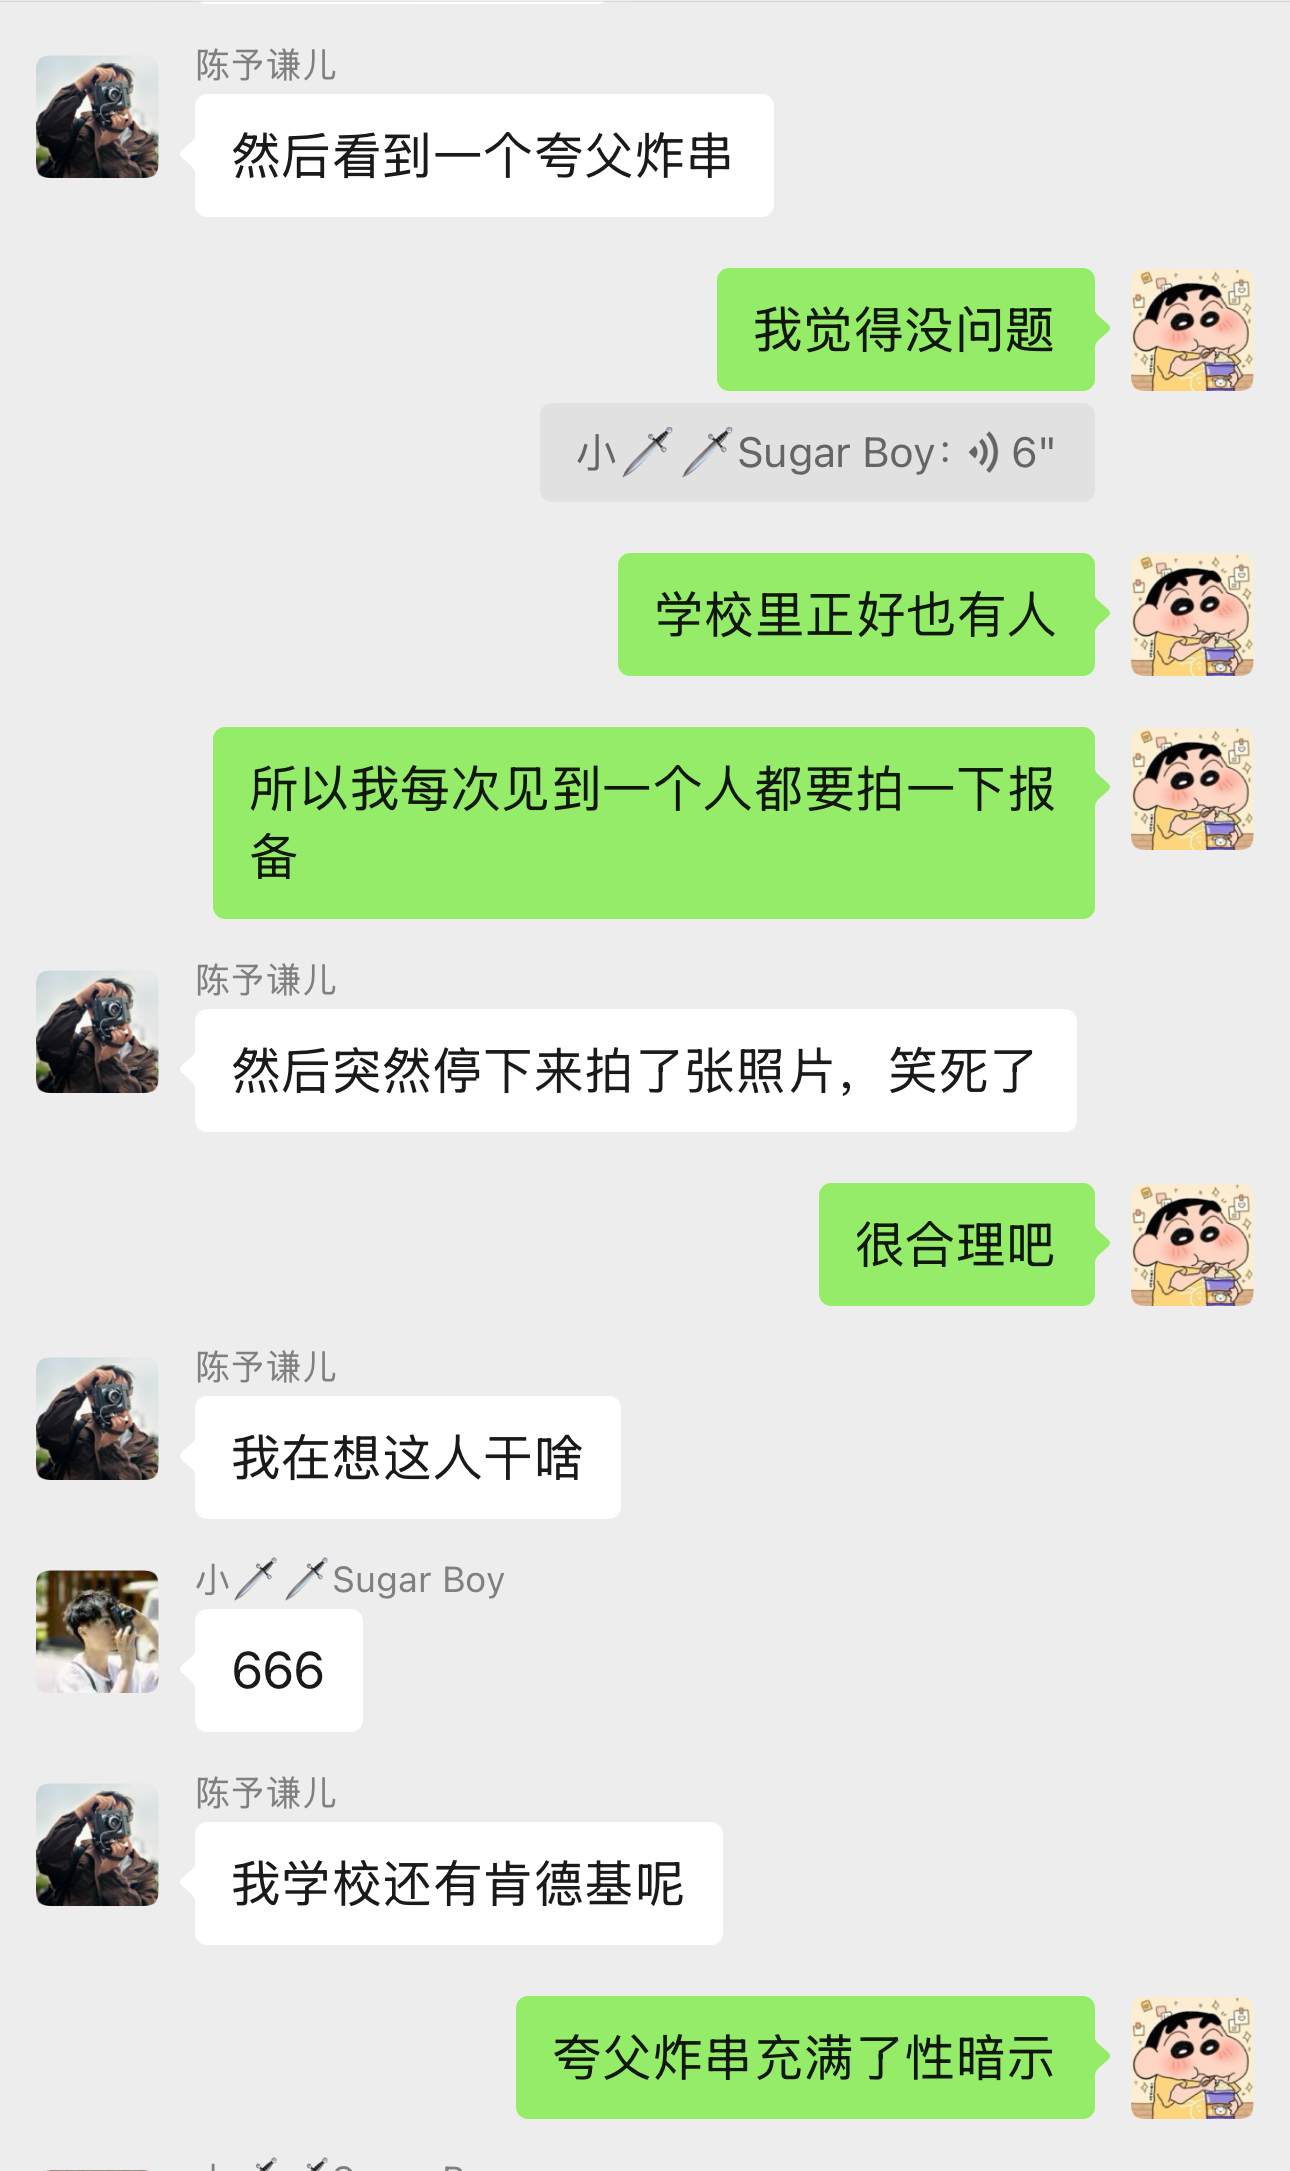 陈予谦儿
然后看到一个夸父炸串
我觉得没问题
小🗡️🗡️Sugar Boy: 6"
学校里正好也有人
所以我每次见到一个人都要拍一下报
备
陈予谦儿
然后突然停下来拍了张照片，笑死了
很合理吧
陈予谦儿
我在想这人干啥
小🗡️🗡️Sugar Boy
666
陈予谦儿
我学校还有肯德基呢
夸父炸串充满了性暗示